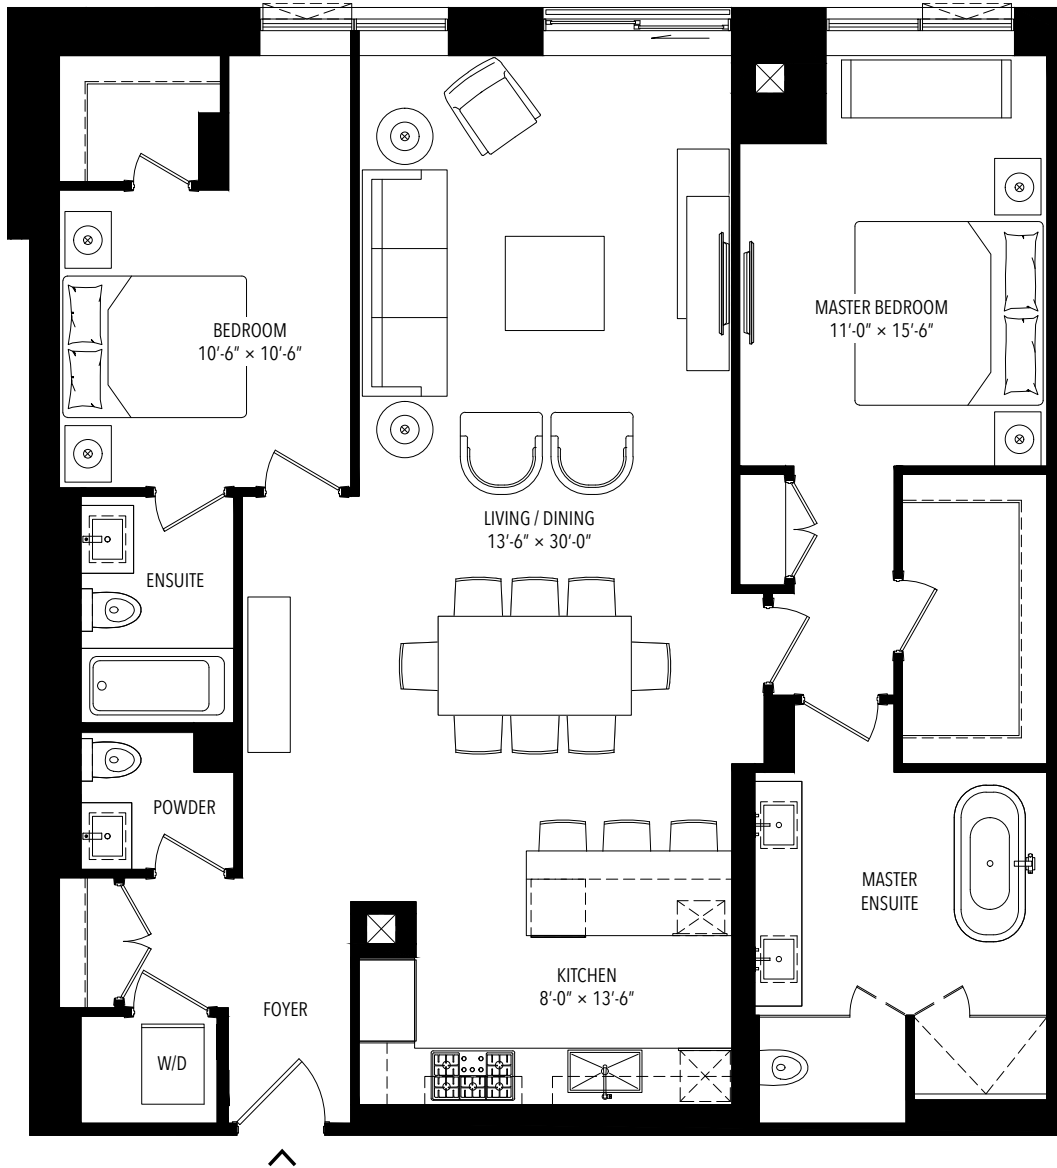 BEDROOM
10'-6" × 10'-6"
MASTER BEDROOM
11'-0" × 15'-6"
LIVING / DINING
13'-6" × 30'-0"
ENSUITE
POWDER
MASTER
ENSUITE
KITCHEN
8'-0" × 13'-6"
FOYER
W/D